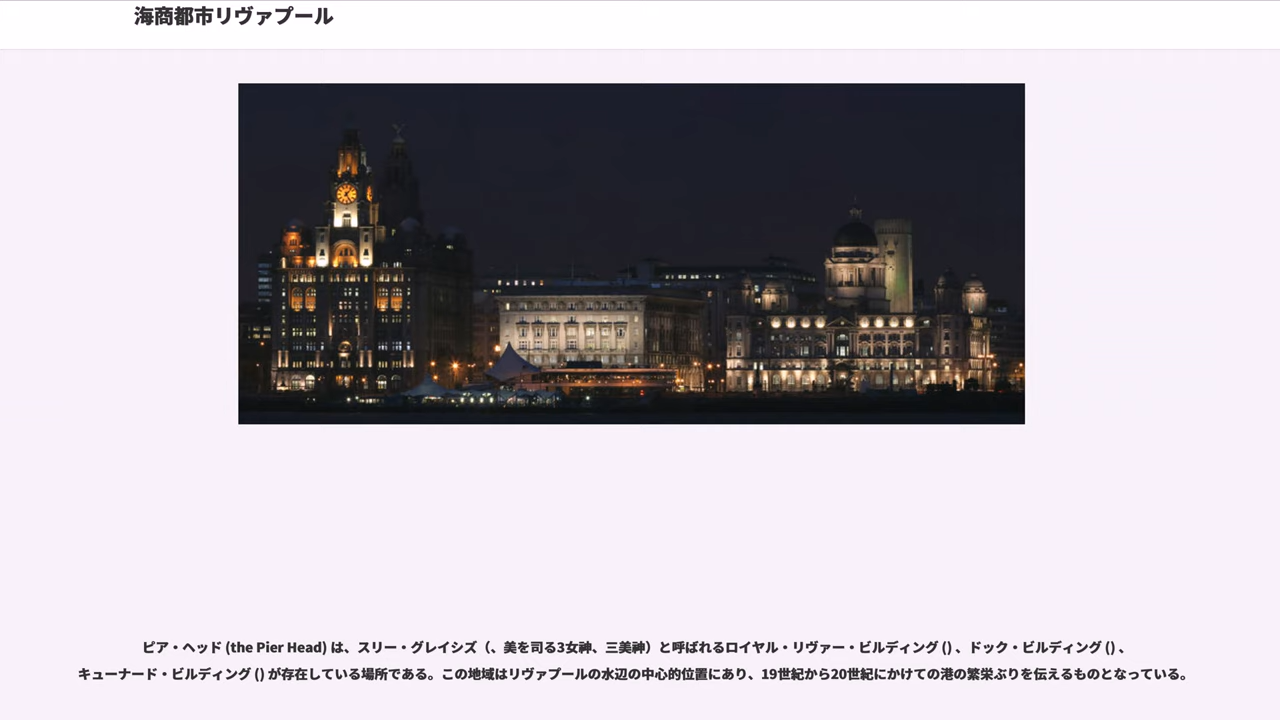 海商都市リヴァプール
ピア・ヘッド (the Pier Head) は、スリー・グレイシズ（、美を司る3女神、三美神）と呼ばれるロイヤル・リヴァー・ビルディング () 、ドック・ビルディング () 、
キューナード・ビルディング () が存在している場所である。この地域はリヴァプールの水辺の中心的位置にあり、19世紀から20世紀にかけての港の繁栄ぶりを伝えるものとなっている。